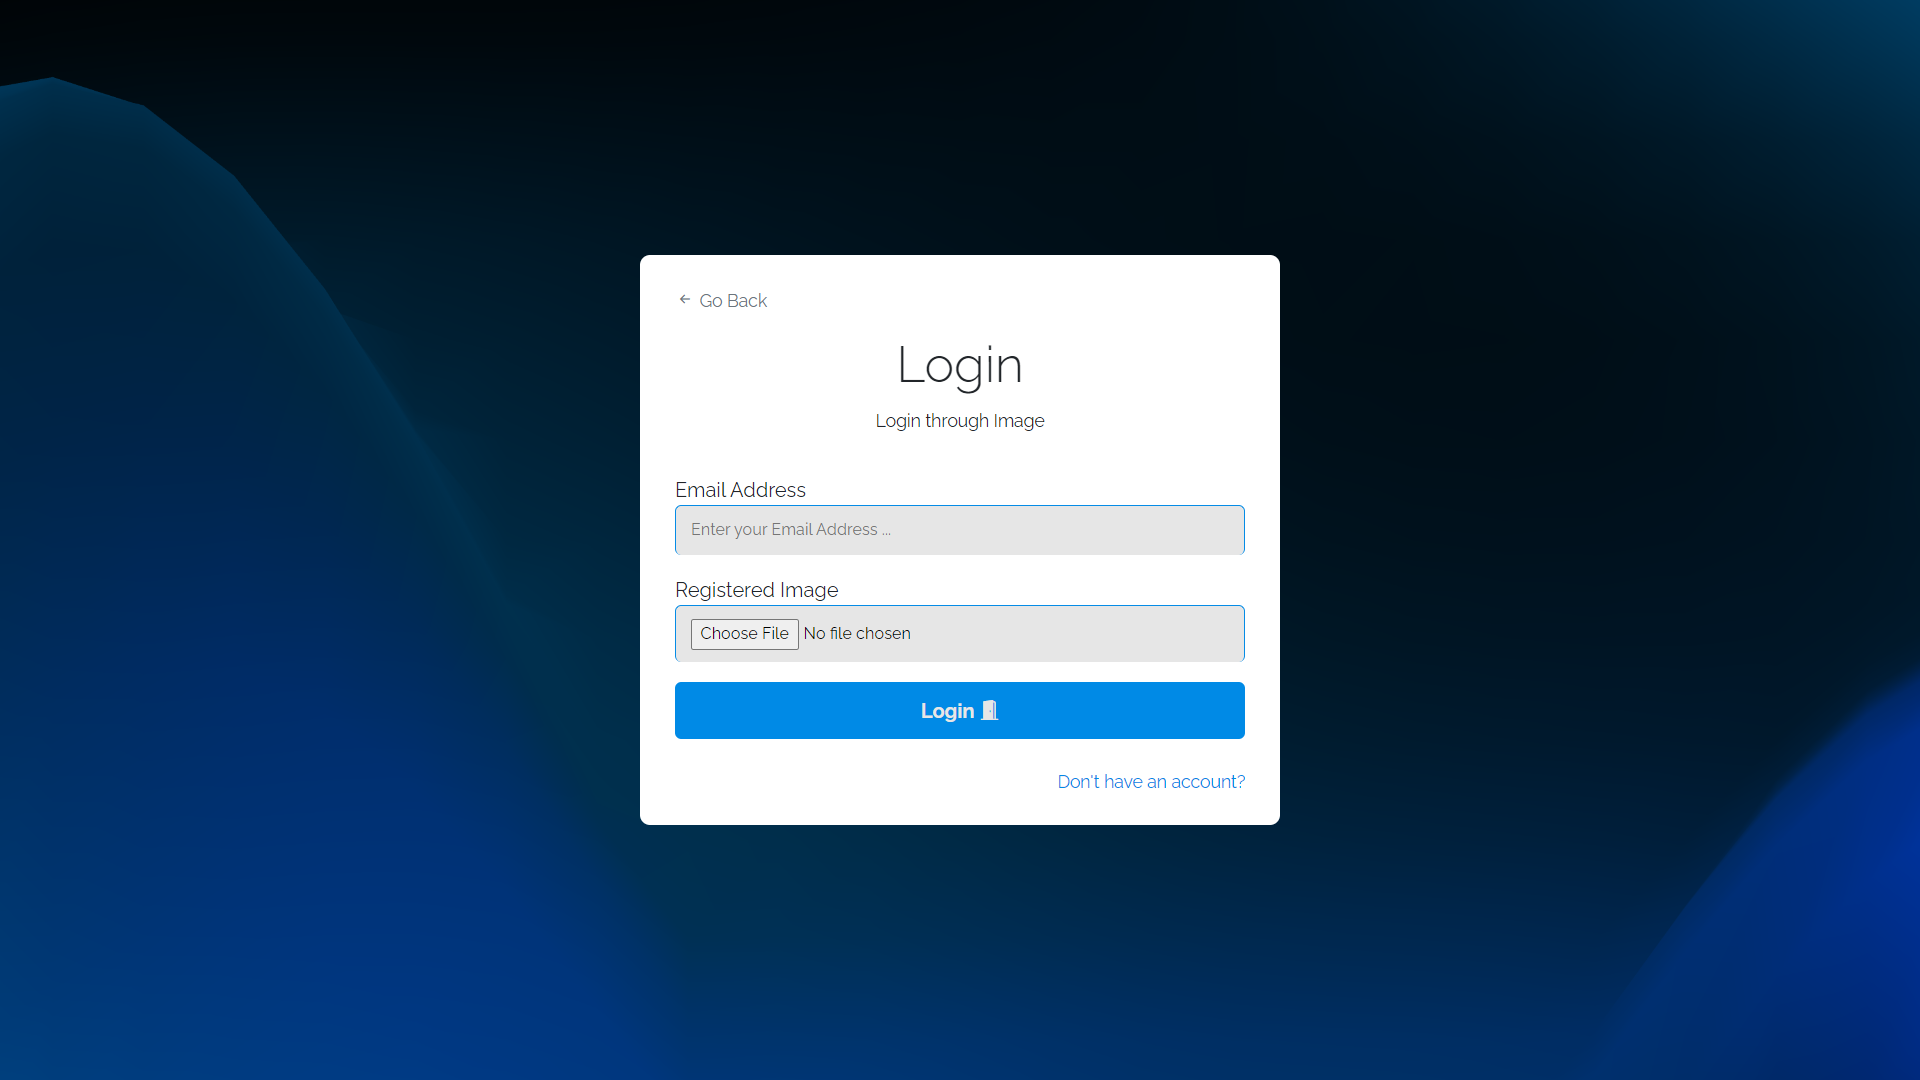 Go Back
Login
Login through Image
Email Address
Enter your Email Address ...
Registered Image
Choose File No file chosen
Login
Don't have an account?